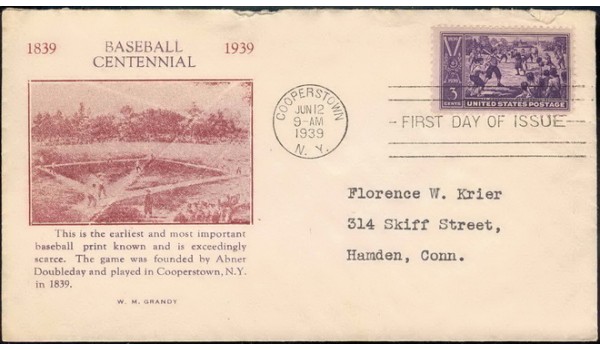 1839 BASEBALL 1939
CENTENNIAL
This is the earliest and most important
baseball print known and is exceedingly
scarce. The game was founded by Abner
Doubleday and played in Cooperstown, N.Y.
in 1839.
W. M. GRANDY
COOPERSTOWN
JUN 12
9-AM
1939
N. Y.
3
CENTS
UNITED STATES POSTAGE
FIRST DAY OF ISSUE
Florence W. Krier
314 Skiff Street,
Hamden, Conn.